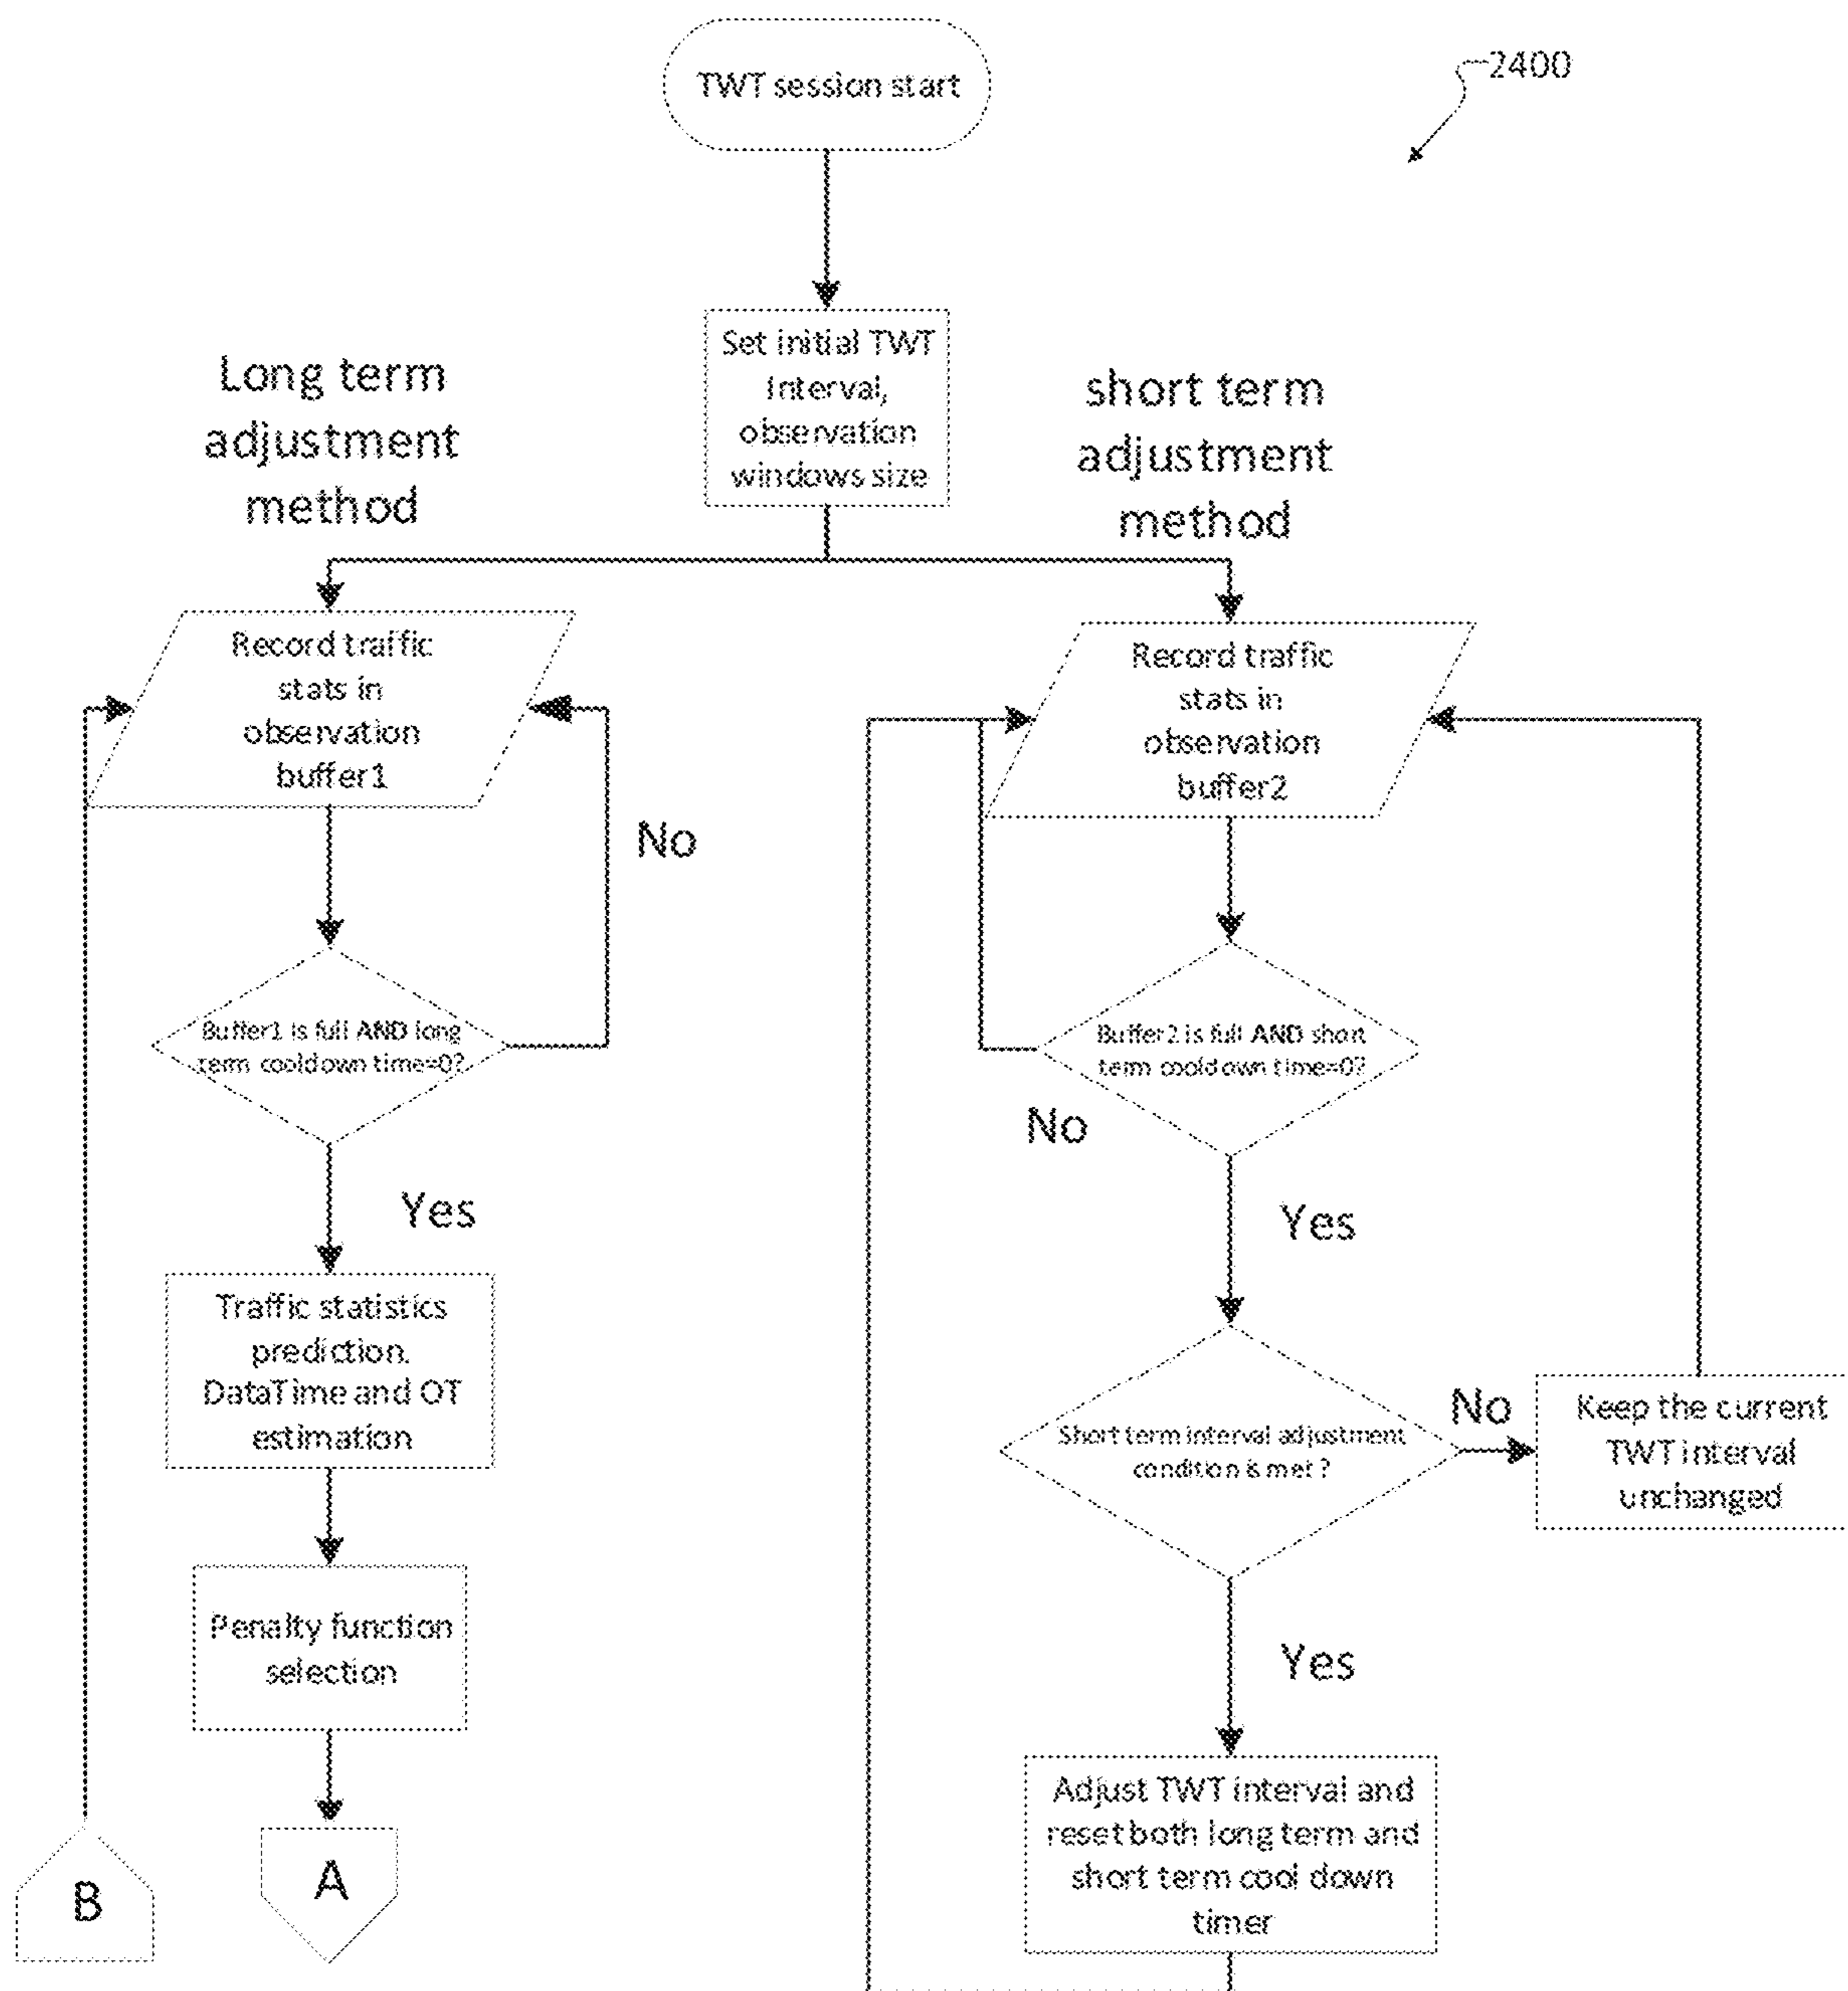 TWT session start
2400
Set initial TWT
Interval,
observation
windows size
Long term
adjustment
method
short term
adjustment
method
Record traffic
stats in
observation
buffer1
Record traffic
stats in
observation
buffer2
No
Buffer1 is full AND long
term cooldown time=0?
Buffer2 is full AND short
term cooldown time=0?
No
Yes
Yes
Traffic statistics
prediction.
DataTime and OT
estimation
Short term interval adjustment
condition is met ?
No
Keep the current
TWT interval
unchanged
Penalty function
selection
Yes
Adjust TWT interval and
reset both long term and
short term cool down
timer
B
A